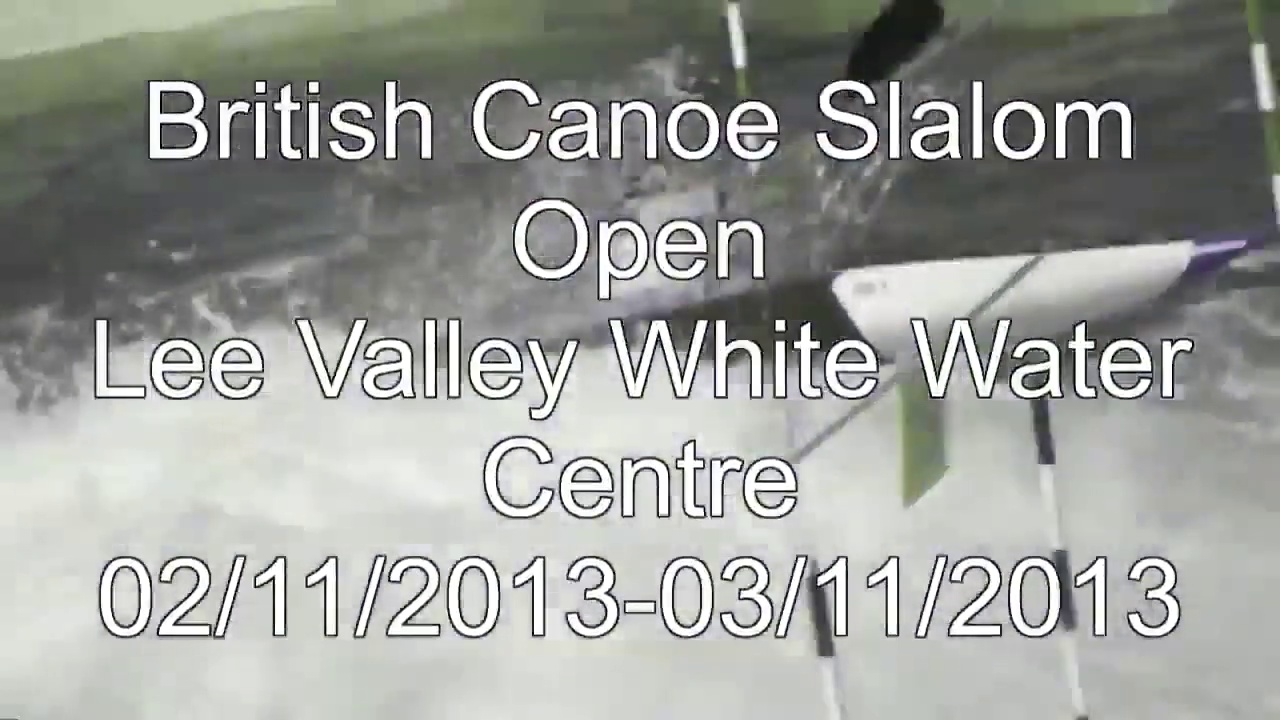 British Canoe Slalom
Open
Lee Valley White Water
Centre
02/11/2013-03/11/2013